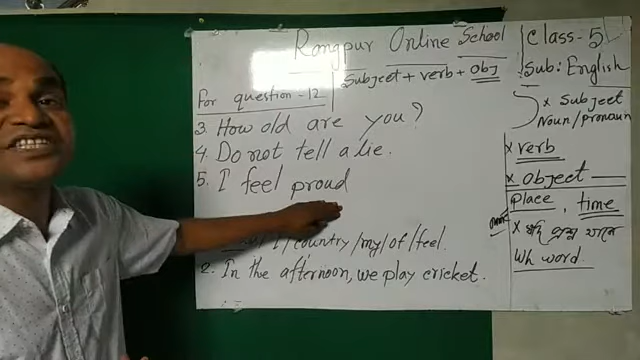 Rangpur Online School
Subject + verb + obj
For question - 12
3. How old are you?
4. Do not tell a lie.
5. I feel proud
/I/country/my/of/feel.
2. In the afternoon, we play cricket.
Class - 5
Sub: English
x Subject
Noun/pronoun
x verb
x object
place, time
x যদি প্রশ্ন থাকে
Wh word.